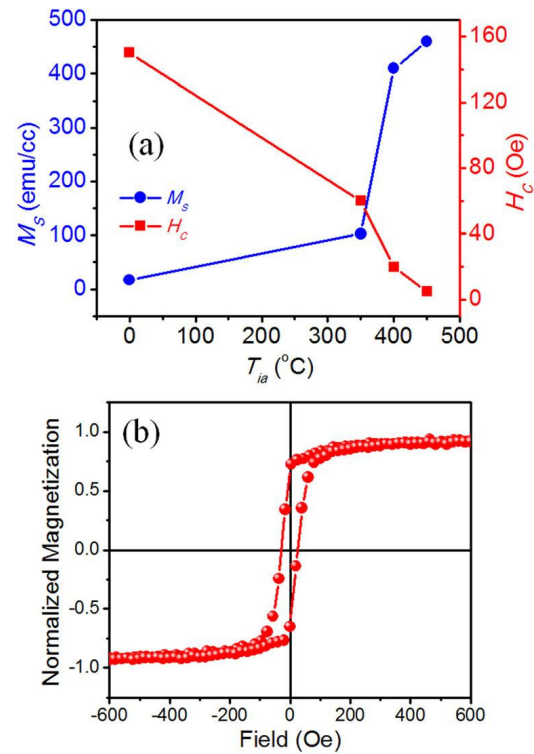 (a)
M_s (emu/cc)
500
400
300
200
100
0
M_s
H_c
H_c (Oe)
160
120
80
40
0
0 100 200 300 400 500
T_ia (°C)
(b)
Normalized Magnetization
1.0
0.5
0.0
-0.5
-1.0
-600 -400 -200 0 200 400 600
Field (Oe)